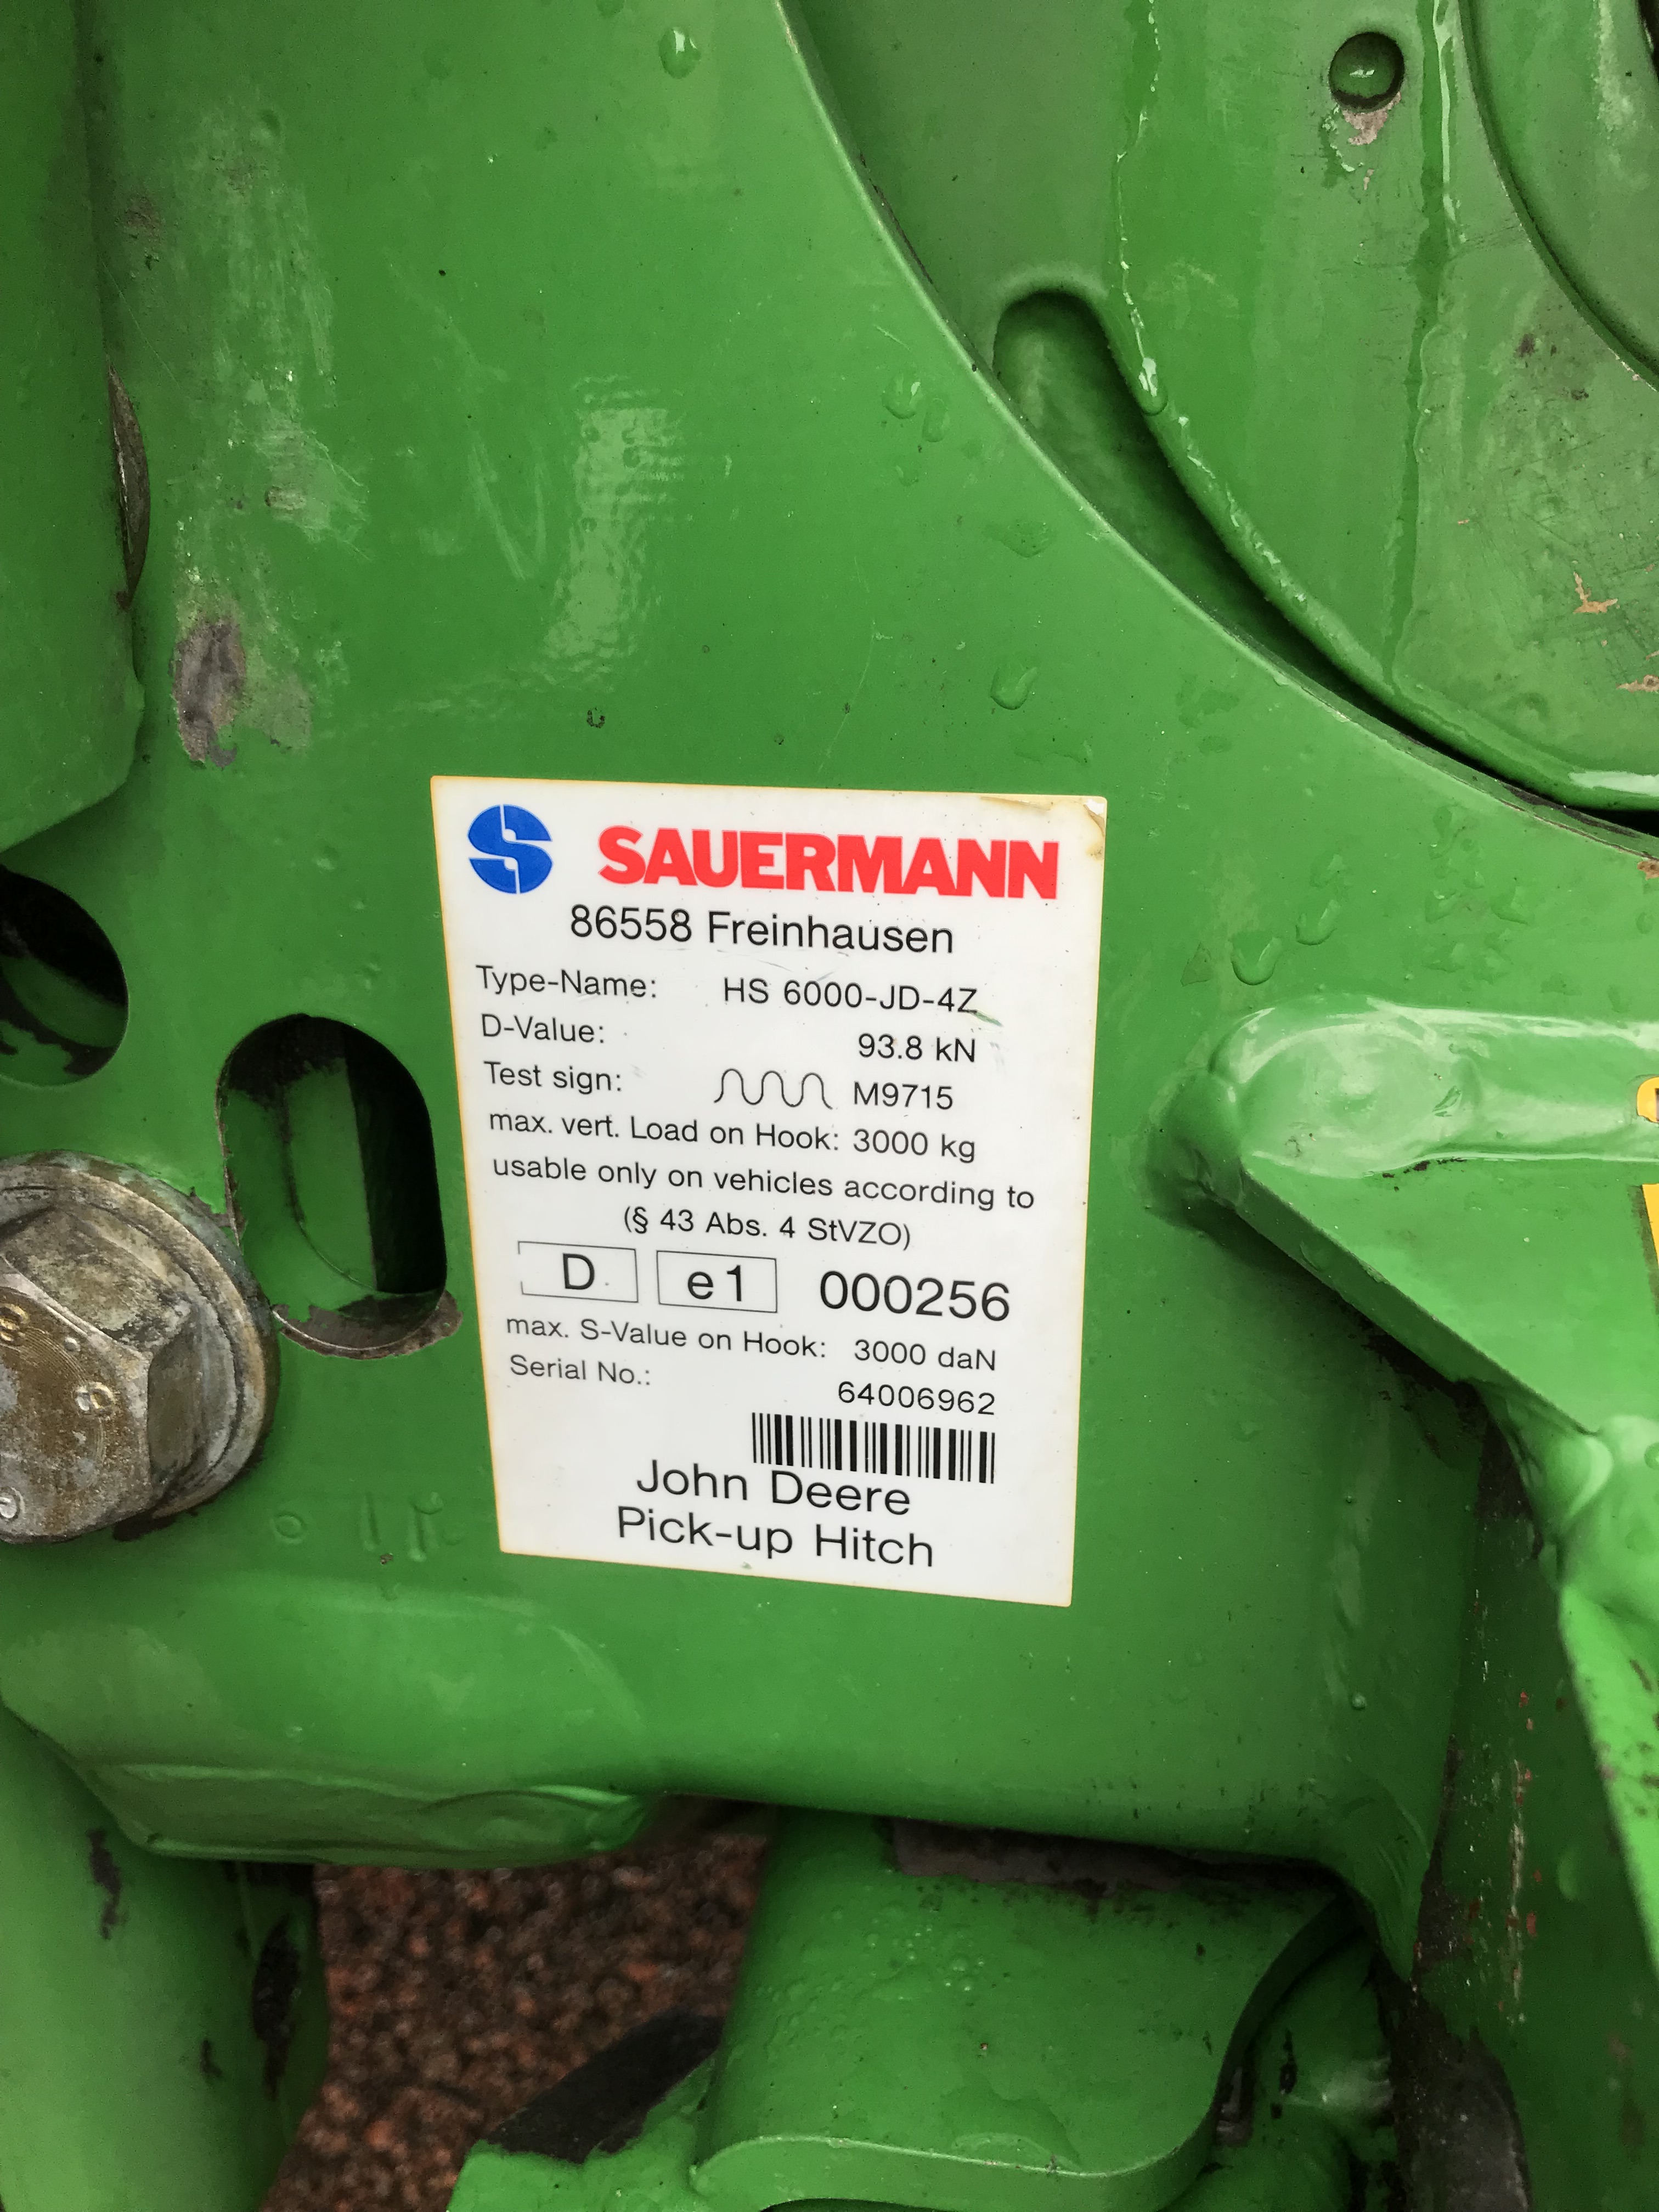 SAUERMANN
86558 Freinhausen
Type-Name: HS 6000-JD-4Z
D-Value: 93.8 kN
Test sign: M9715
max. vert. Load on Hook: 3000 kg
usable only on vehicles according to
(§ 43 Abs. 4 StVZO)
D e1 000256
max. S-Value on Hook: 3000 daN
Serial No.: 64006962
John Deere
Pick-up Hitch